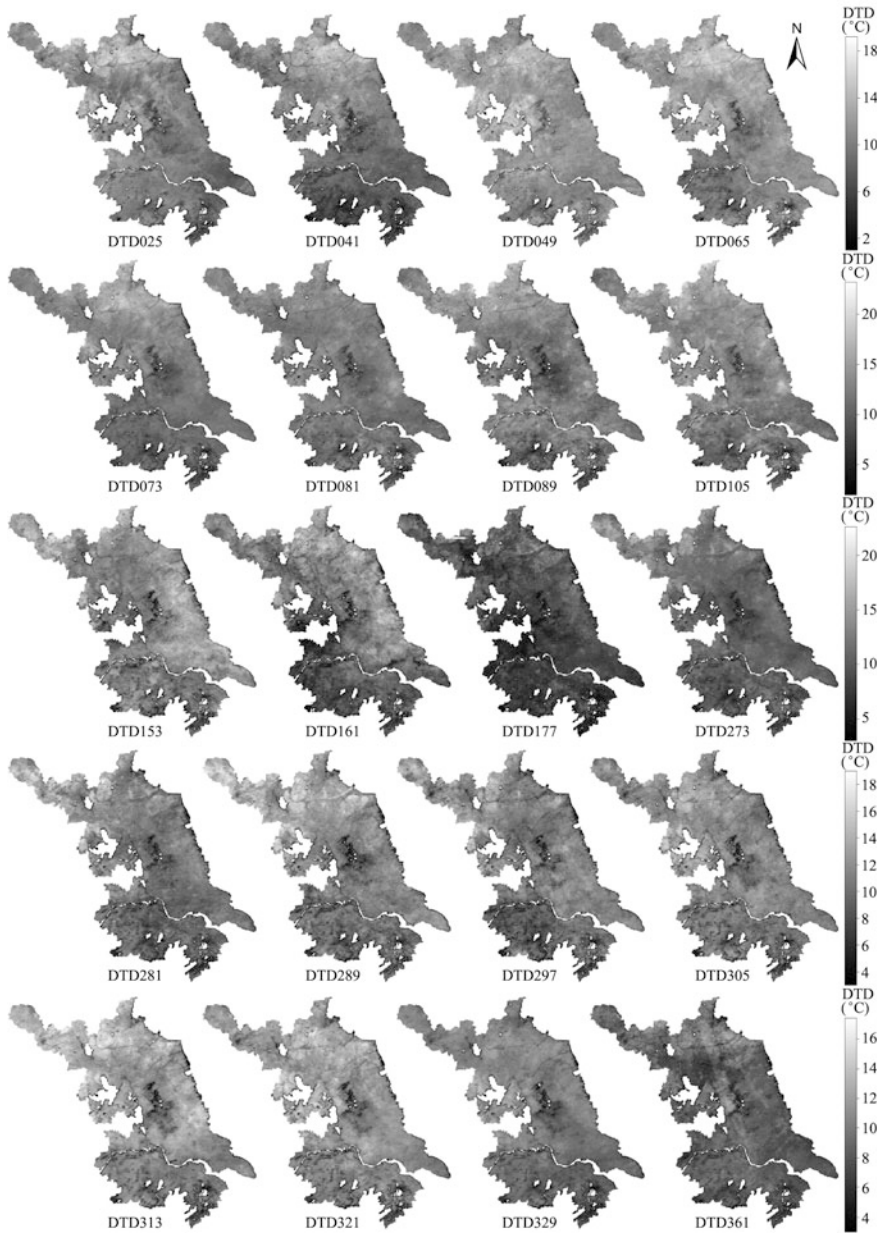 DTD
(°C)
N
18
14
10
6
2
DTD025 DTD041 DTD049 DTD065
DTD
(°C)
20
15
10
5
DTD073 DTD081 DTD089 DTD105
DTD
(°C)
20
15
10
5
DTD153 DTD161 DTD177 DTD273
DTD
(°C)
18
16
14
12
10
8
6
4
DTD281 DTD289 DTD297 DTD305
DTD
(°C)
16
14
12
10
8
6
4
DTD313 DTD321 DTD329 DTD361